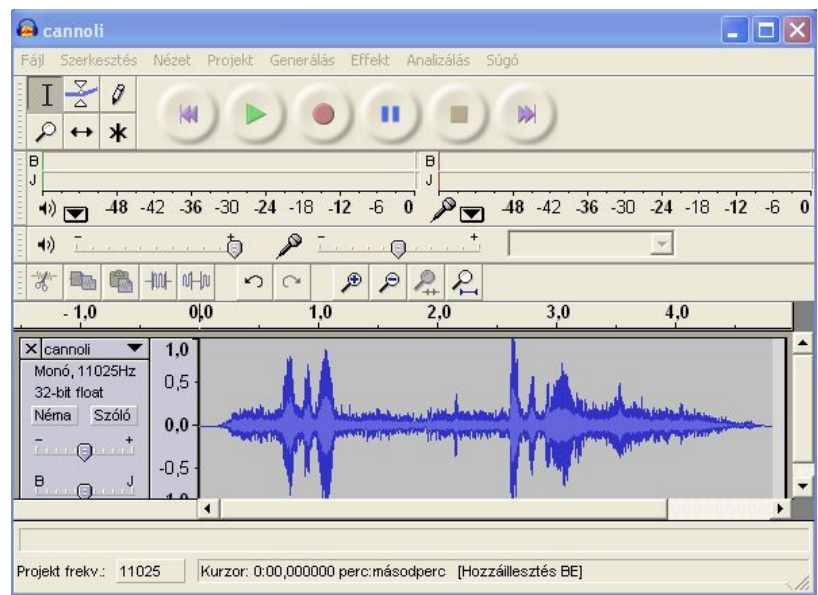 cannoli
Fájl Szerkesztés Nézet Projekt Generálás Effekt Analizálás Súgó
B B
J J
-48 -42 -36 -30 -24 -18 -12 -6 0 -48 -42 -36 -30 -24 -18 -12 -6 0
- + - +
- 1,0 0,0 1,0 2,0 3,0 4,0
X cannoli 1,0
Monó, 11025Hz
32-bit float 0,5
Néma Szóló
- + 0,0
-0,5
B J
-1,0
Projekt frekv.: 11025 Kurzor: 0:00,000000 perc:másodperc [Hozzáillesztés BE]